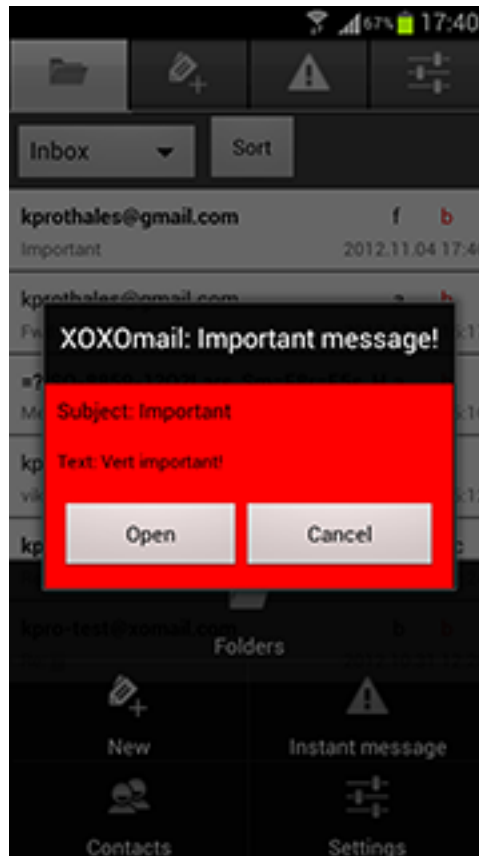 67% 17:40
Inbox
Sort
kprothales@gmail.com f b
Important 2012.11.04 17:4
kprothales@gmail.com a b
XOXOmail: Important message!
Subject: Important
Text: Vert important!
Open Cancel
kpro-test@xomail.com b b
Folders
New Instant message
Contacts Settings